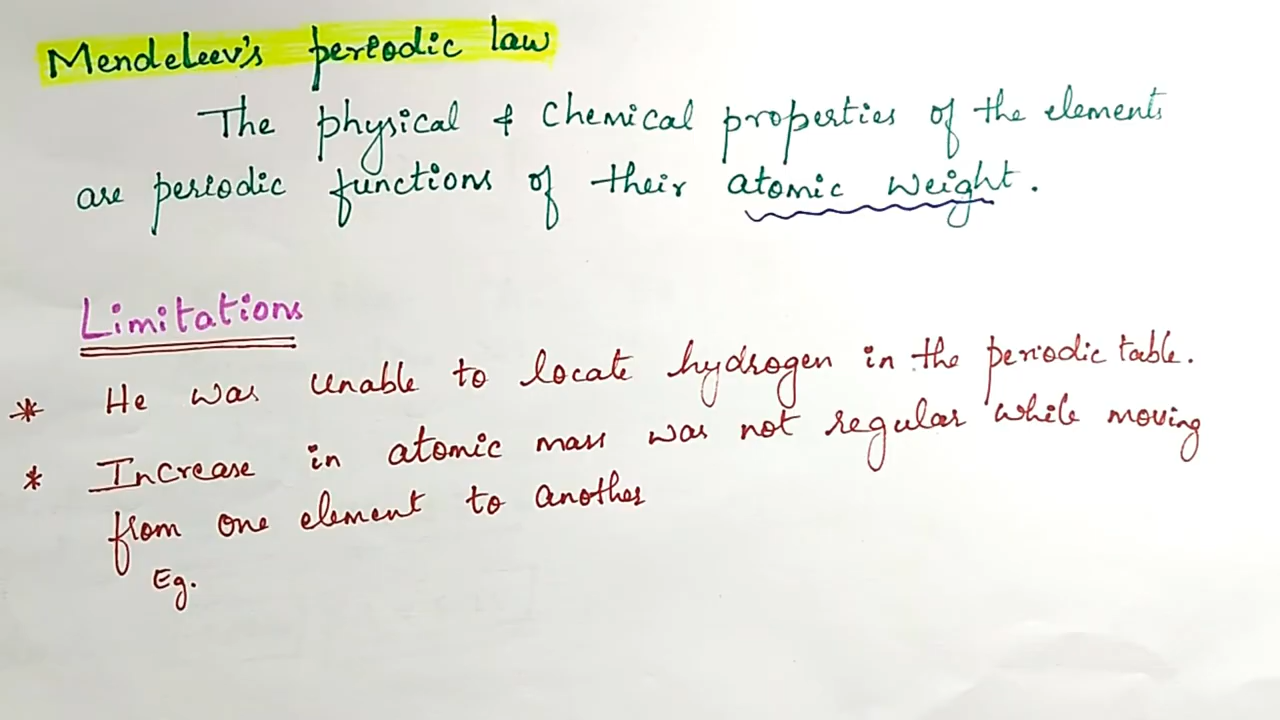 Mendeleev's periodic law
The physical & chemical properties of the elements
are periodic functions of their atomic weight.
Limitations
* He was unable to locate hydrogen in the periodic table.
* Increase in atomic mass was not regular while moving
from one element to another
Eg.